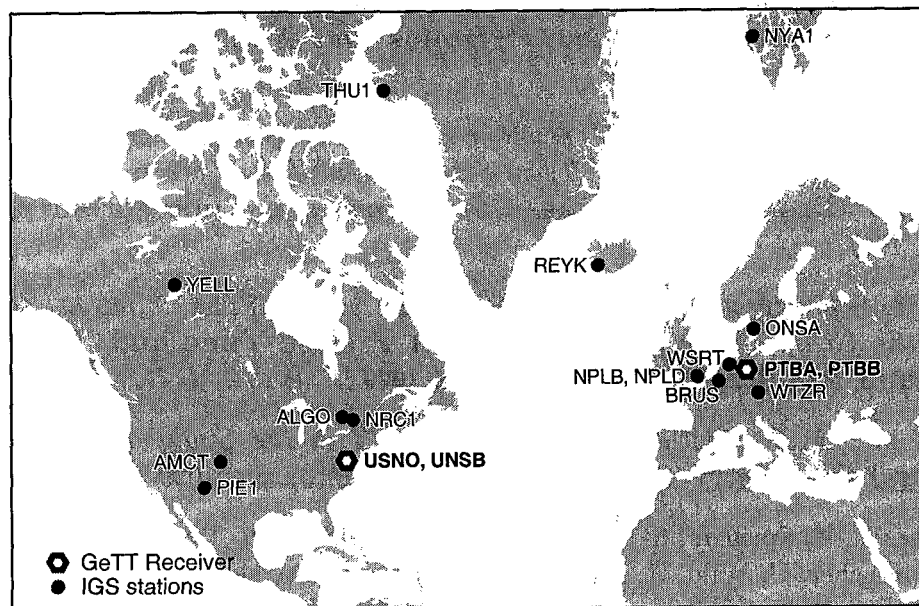 NYA1
THU1
REYK
YELL
ONSA
WSRT
PTBA, PTBB
NPLB, NPLD
BRUS
WTZR
ALGO
NRC1
AMCT
USNO, UNSB
PIE1
GeTT Receiver
IGS stations